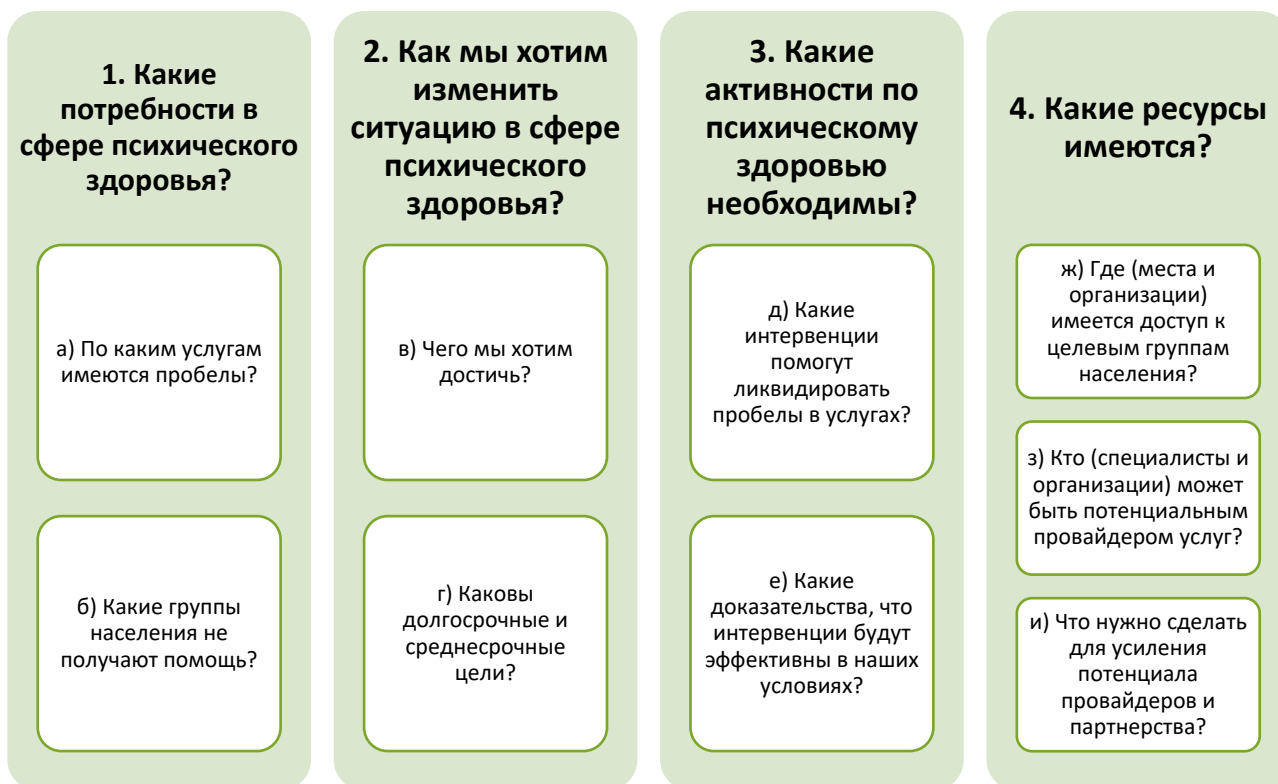 1. Какие
потребности в
сфере психического
здоровья?
а) По каким услугам
имеются пробелы?
б) Какие группы
населения не
получают помощь?
2. Как мы хотим
изменить
ситуацию в сфере
психического
здоровья?
в) Чего мы хотим
достичь?
г) Каковы
долгосрочные и
среднесрочные
цели?
3. Какие
активности по
психическому
здоровью
необходимы?
д) Какие
интервенции
помогут
ликвидировать
пробелы в услугах?
е) Какие
доказательства, что
интервенции будут
эффективны в наших
условиях?
4. Какие ресурсы
имеются?
ж) Где (места и
организации)
имеется доступ к
целевым группам
населения?
з) Кто (специалисты и
организации) может
быть потенциальным
провайдером услуг?
и) Что нужно сделать
для усиления
потенциала
провайдеров и
партнерства?